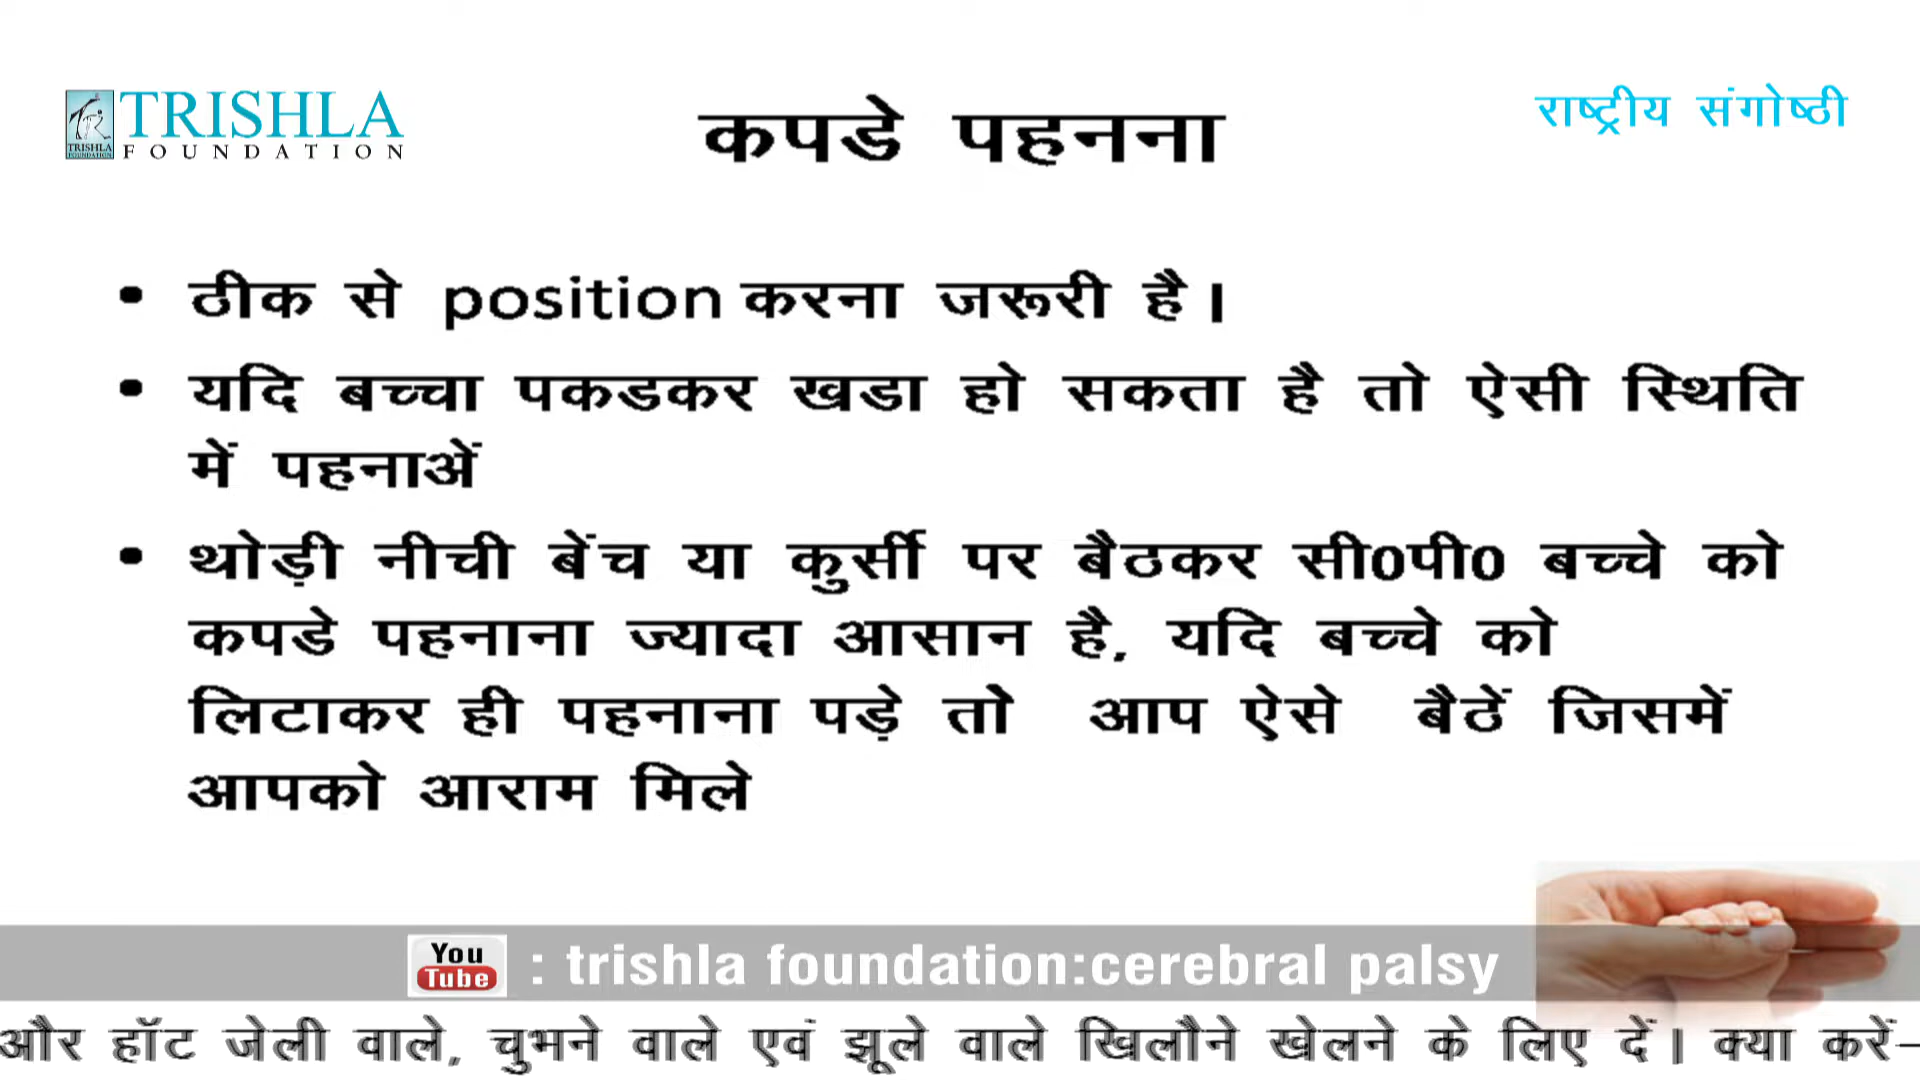 TRISHLA
FOUNDATION
TRISHLA
FOUNDATION
राष्ट्रीय संगोष्ठी
कपडे पहनना
• ठीक से position करना जरूरी है।
• यदि बच्चा पकडकर खडा हो सकता है तो ऐसी स्थिति
में पहनाअें
• थोड़ी नीची बेंच या कुर्सी पर बैठकर सी0पी0 बच्चे को
कपडे पहनाना ज्यादा आसान है, यदि बच्चे को
लिटाकर ही पहनाना पड़े तो आप ऐसे बैठें जिसमें
आपको आराम मिले
You
Tube : trishla foundation:cerebral palsy
और हॉट जेली वाले, चुभने वाले एवं झूले वाले खिलौने खेलने के लिए दें। क्या करें–